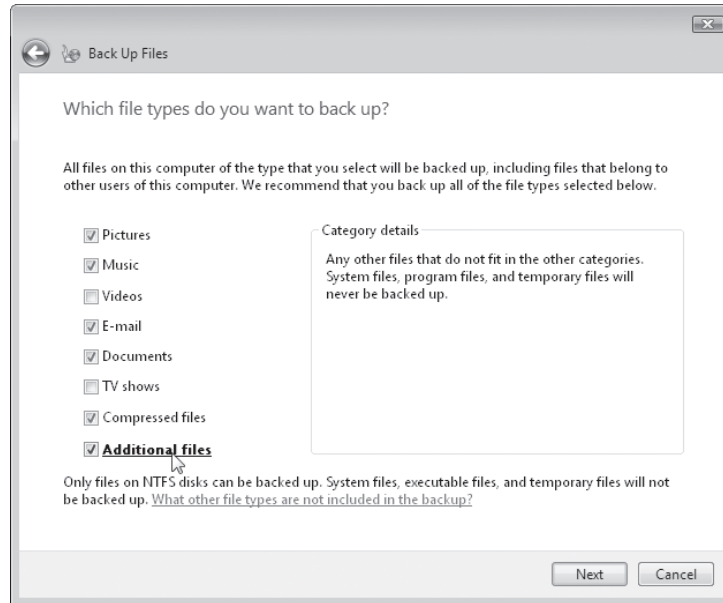 Back Up Files
Which file types do you want to back up?
All files on this computer of the type that you select will be backed up, including files that belong to
other users of this computer. We recommend that you back up all of the file types selected below.
Pictures
Music
Videos
E-mail
Documents
TV shows
Compressed files
Additional files
Category details
Any other files that do not fit in the other categories.
System files, program files, and temporary files will
never be backed up.
Only files on NTFS disks can be backed up. System files, executable files, and temporary files will not
be backed up. What other file types are not included in the backup?
Next
Cancel